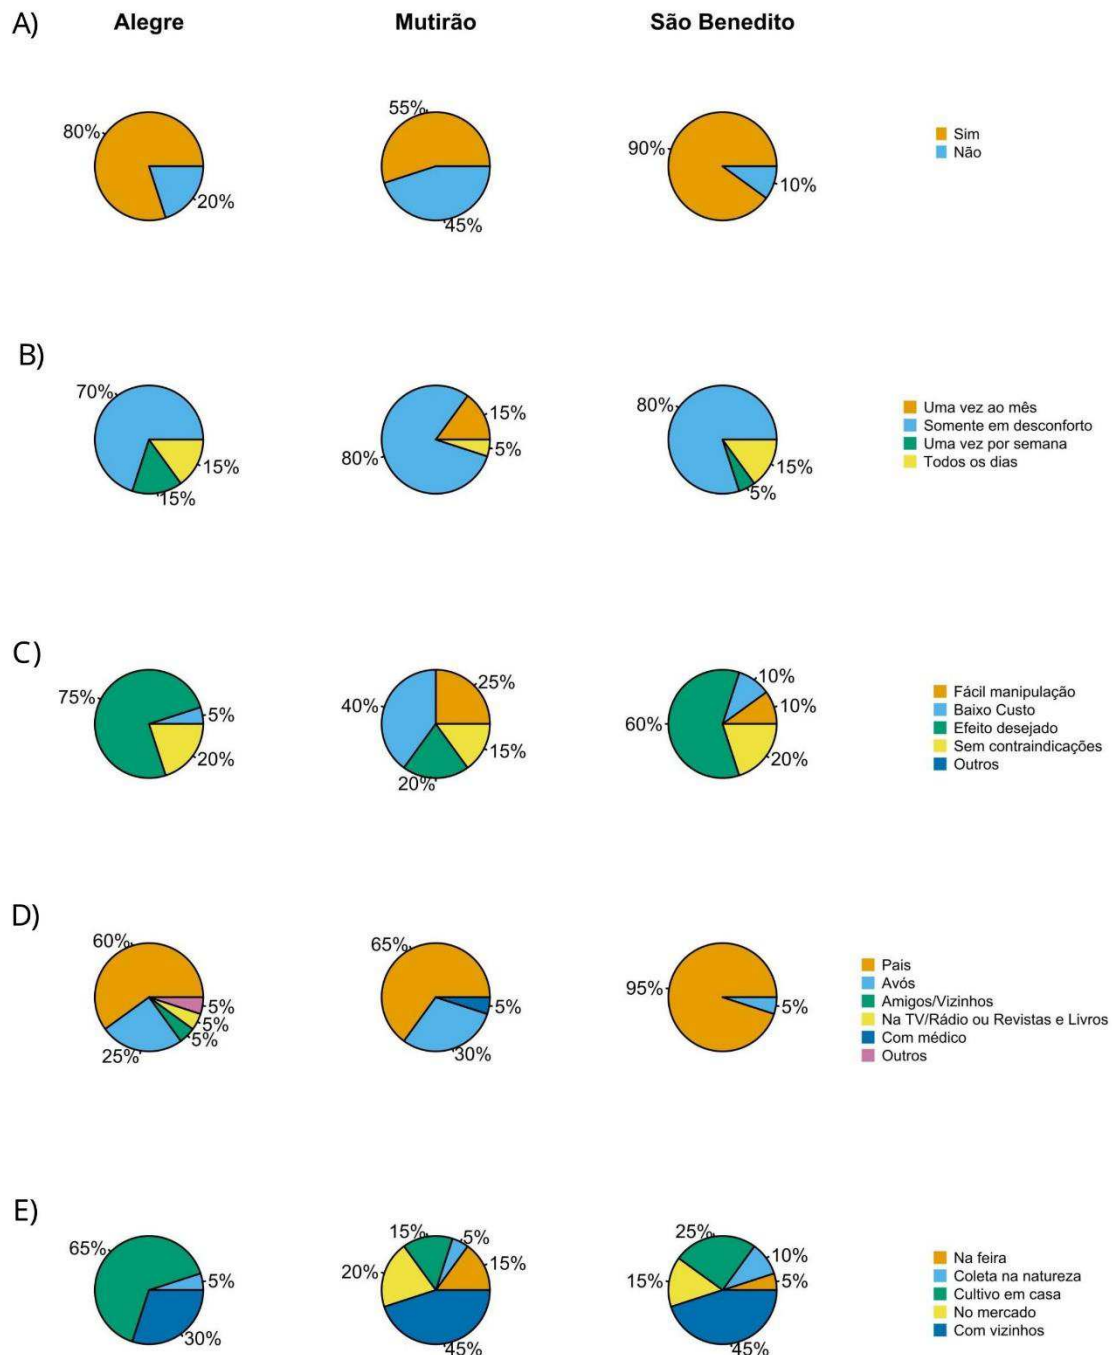 A)
Alegre
Mutirão
São Benedito
80%
20%
55%
45%
90%
10%
Sim
Não
B)
70%
15%
15%
15%
5%
80%
80%
15%
5%
Uma vez ao mês
Somente em desconforto
Uma vez por semana
Todos os dias
C)
75%
5%
20%
25%
40%
15%
20%
10%
10%
60%
20%
Fácil manipulação
Baixo Custo
Efeito desejado
Sem contraindicações
Outros
D)
60%
5%
5%
5%
25%
65%
5%
30%
95%
5%
Pais
Avós
Amigos/Vizinhos
Na TV/Rádio ou Revistas e Livros
Com médico
Outros
E)
65%
5%
30%
15%
5%
15%
20%
45%
25%
10%
5%
15%
45%
Na feira
Coleta na natureza
Cultivo em casa
No mercado
Com vizinhos